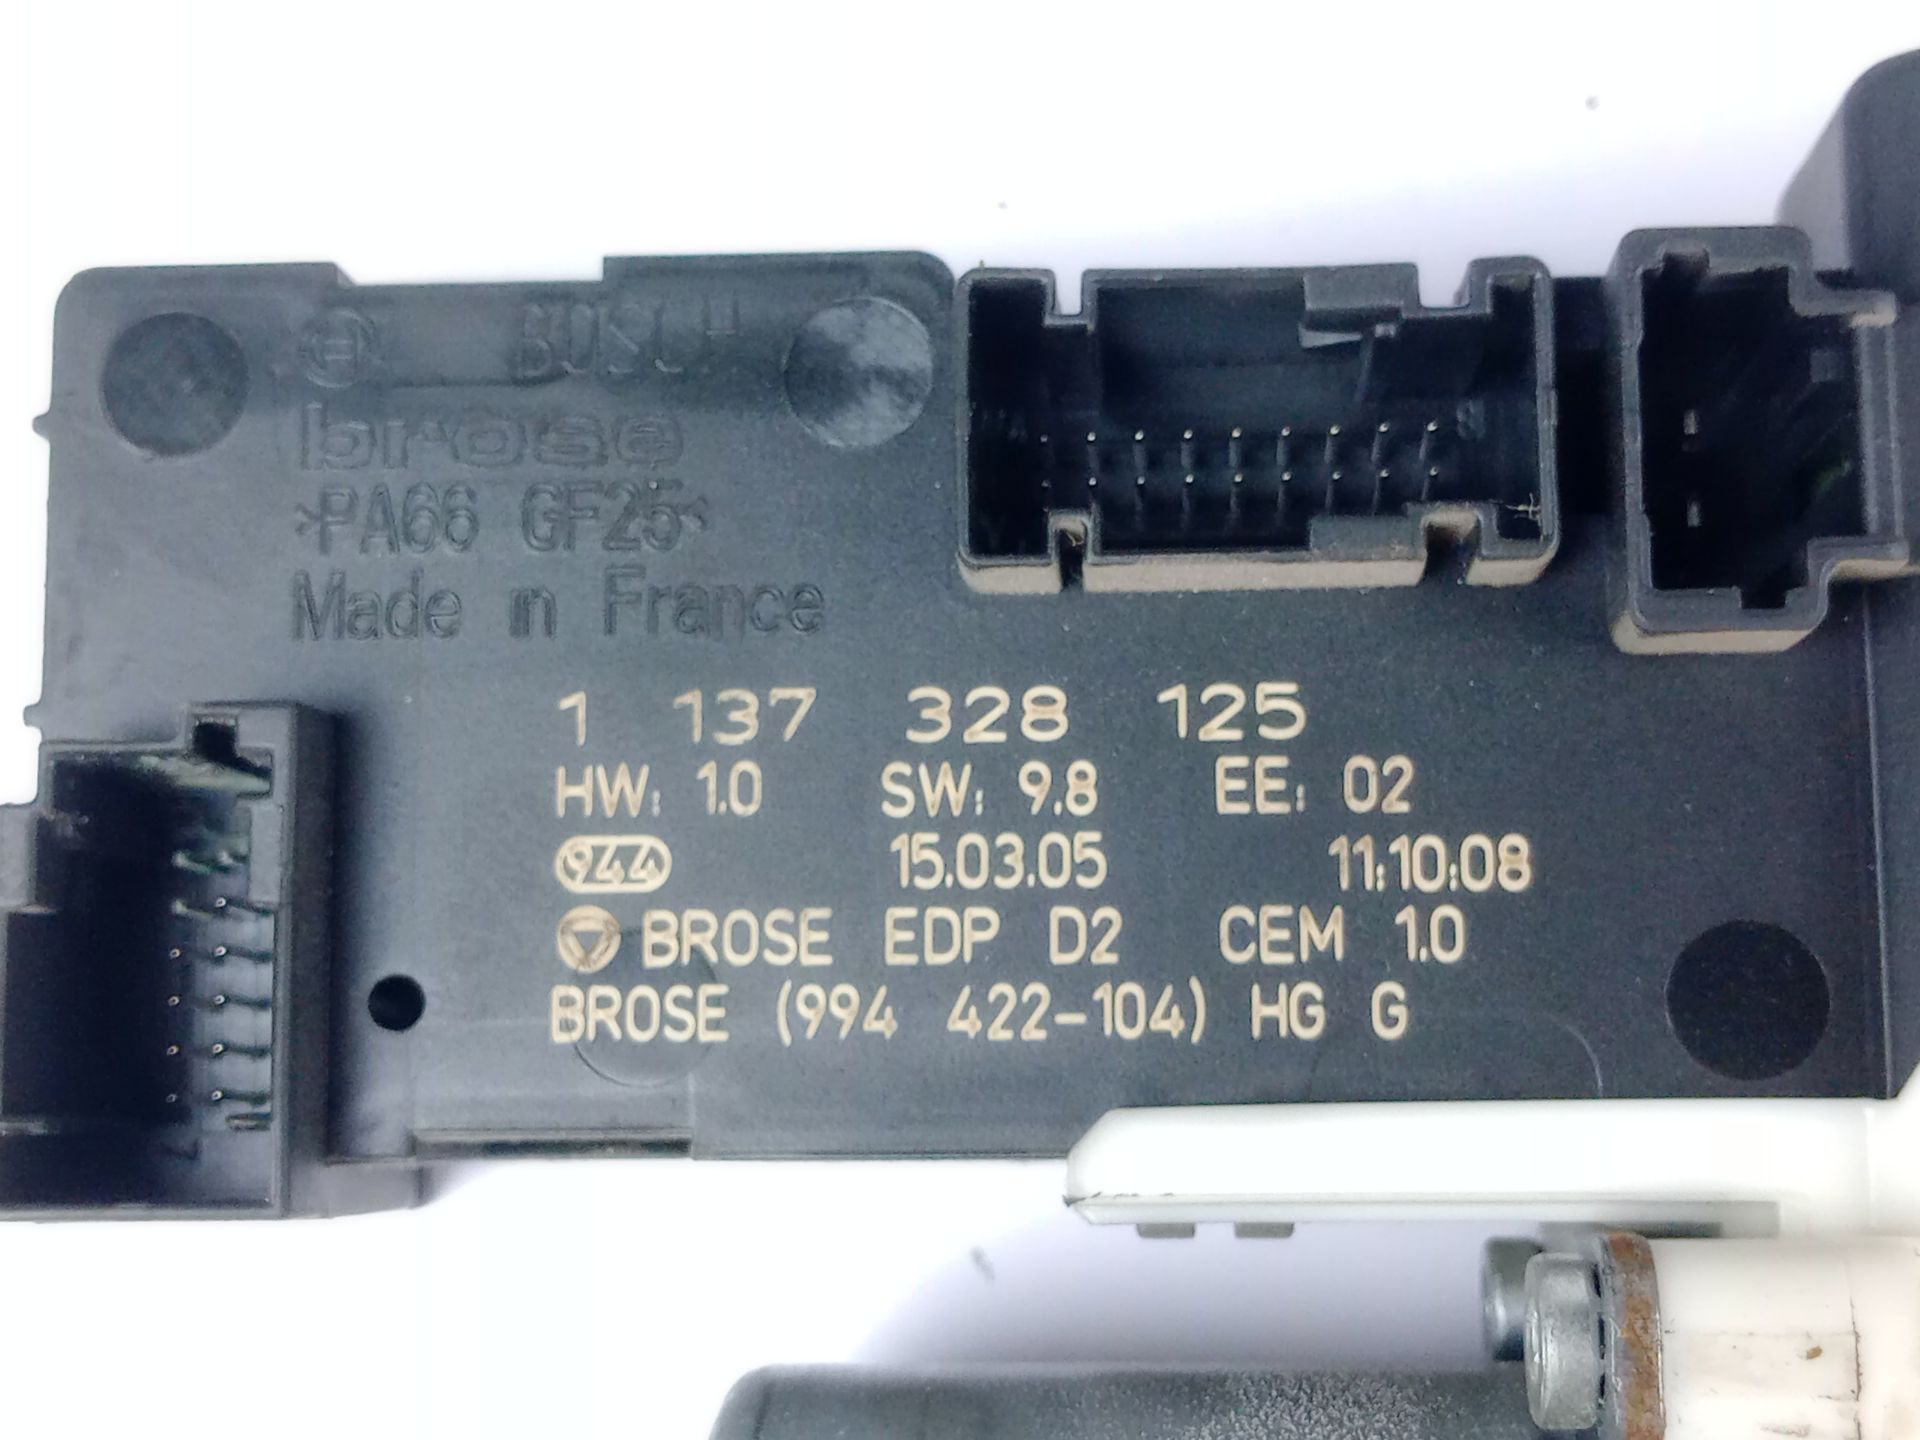 BOSCH
brose
>PA66 GF25<
Made in France
1 137 328 125
HW: 1.0 SW: 9.8 EE: 02
944 15.03.05 11:10:08
BROSE EDP D2 CEM 1.0
BROSE (994 422-104) HG G